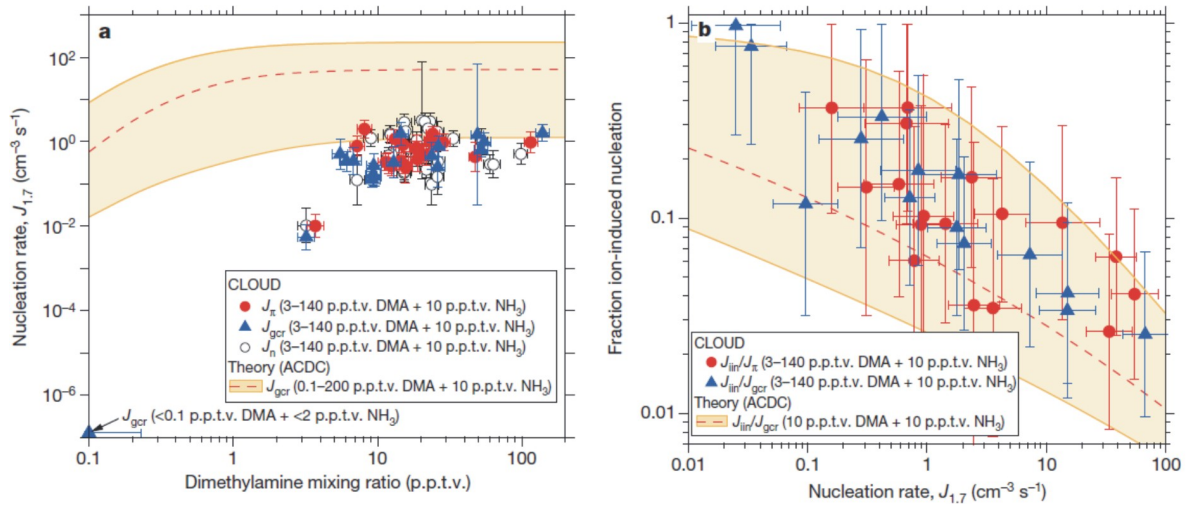 a
Nucleation rate, J1.7 (cm–3 s–1)
10²
10⁰
10–2
10–4
10–6
CLOUD
Jπ (3–140 p.p.t.v. DMA + 10 p.p.t.v. NH3)
Jgcr (3–140 p.p.t.v. DMA + 10 p.p.t.v. NH3)
Jn (3–140 p.p.t.v. DMA + 10 p.p.t.v. NH3)
Theory (ACDC)
Jgcr (0.1–200 p.p.t.v. DMA + 10 p.p.t.v. NH3)
Jgcr (<0.1 p.p.t.v. DMA + <2 p.p.t.v. NH3)
0.1 1 10 100
Dimethylamine mixing ratio (p.p.t.v.)
b
Fraction ion-induced nucleation
1
0.1
0.01
CLOUD
Jiin/Jπ (3–140 p.p.t.v. DMA + 10 p.p.t.v. NH3)
Jiin/Jgcr (3–140 p.p.t.v. DMA + 10 p.p.t.v. NH3)
Theory (ACDC)
Jiin/Jgcr (10 p.p.t.v. DMA + 10 p.p.t.v. NH3)
0.01 0.1 1 10 100
Nucleation rate, J1.7 (cm–3 s–1)